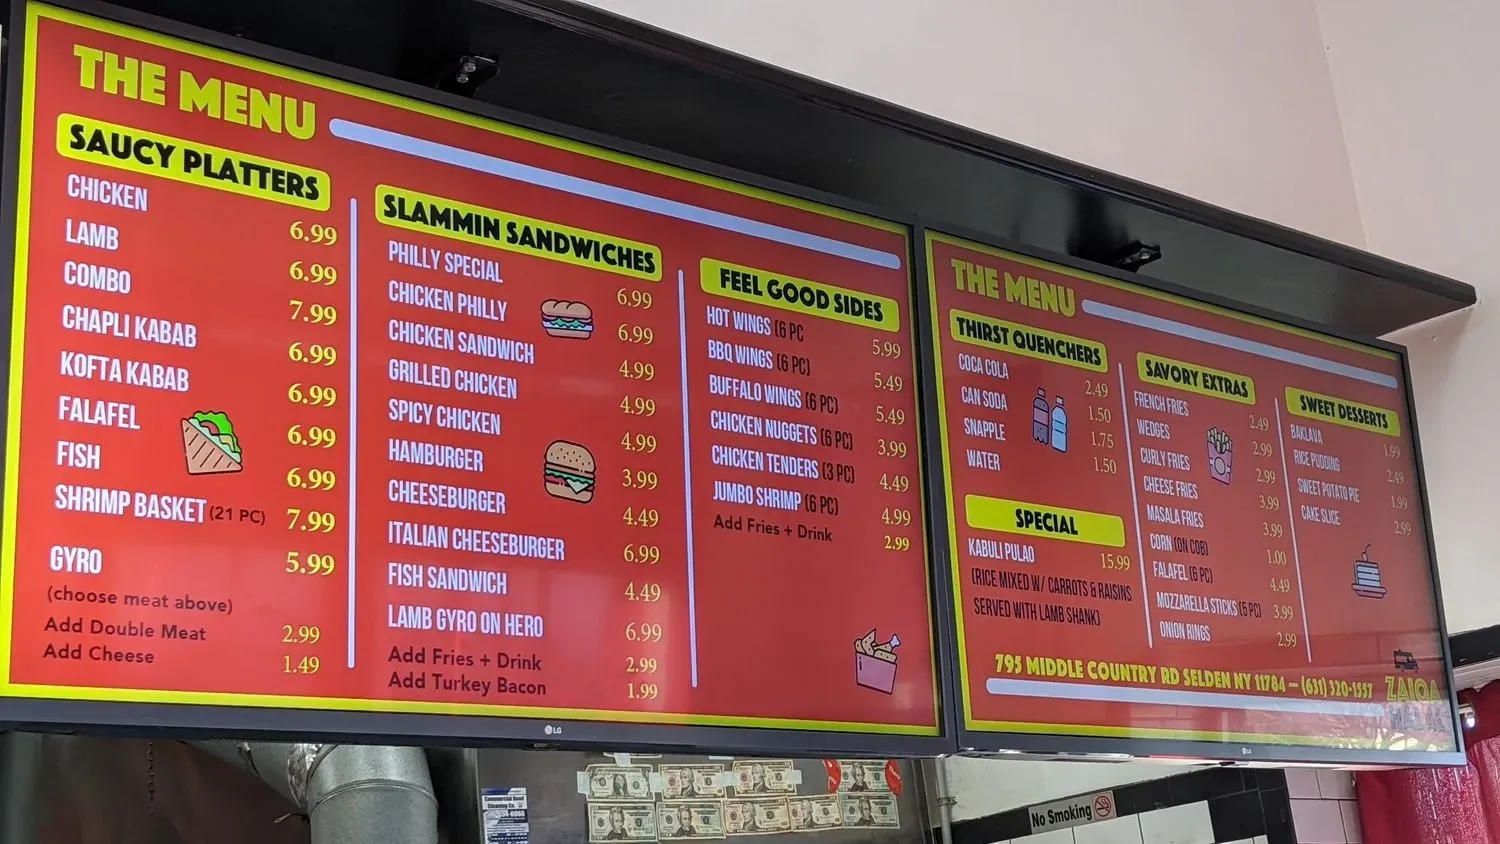 THE MENU
SAUCY PLATTERS
CHICKEN 6.99
LAMB 6.99
COMBO 7.99
CHAPLI KABAB 6.99
KOFTA KABAB 6.99
FALAFEL 6.99
FISH 6.99
SHRIMP BASKET (21 PC) 7.99
GYRO 5.99
(choose meat above)
Add Double Meat 2.99
Add Cheese 1.49
SLAMMIN SANDWICHES
PHILLY SPECIAL 6.99
CHICKEN PHILLY 6.99
CHICKEN SANDWICH 4.99
GRILLED CHICKEN 4.99
SPICY CHICKEN 4.99
HAMBURGER 3.99
CHEESEBURGER 4.49
ITALIAN CHEESEBURGER 6.99
FISH SANDWICH 4.49
LAMB GYRO ON HERO 6.99
Add Fries + Drink 2.99
Add Turkey Bacon 1.99
FEEL GOOD SIDES
HOT WINGS (6 PC 5.99
BBQ WINGS (6 PC) 5.49
BUFFALO WINGS (6 PC) 5.49
CHICKEN NUGGETS (6 PC) 3.99
CHICKEN TENDERS (3 PC) 4.49
JUMBO SHRIMP (6 PC) 4.99
Add Fries + Drink 2.99
LG
THE MENU
THIRST QUENCHERS
COCA COLA 2.49
CAN SODA 1.50
SNAPPLE 1.75
WATER 1.50
SPECIAL
KABULI PULAO 15.99
(RICE MIXED W/ CARROTS & RAISINS
SERVED WITH LAMB SHANK)
SAVORY EXTRAS
FRENCH FRIES 2.49
WEDGES 2.99
CURLY FRIES 2.99
CHEESE FRIES 3.99
MASALA FRIES 3.99
CORN (ON COB) 1.00
FALAFEL (6 PC) 4.49
MOZZARELLA STICKS (6 PC) 3.99
ONION RINGS 2.99
SWEET DESSERTS
BAKLAVA 1.99
RICE PUDDING 2.49
SWEET POTATO PIE 1.99
CAKE SLICE 2.99
795 MIDDLE COUNTRY RD SELDEN NY 11784 – (631) 320-1557
ZAIQA
HALAL
LG
Commercial Hood
Cleaning Co
No Smoking